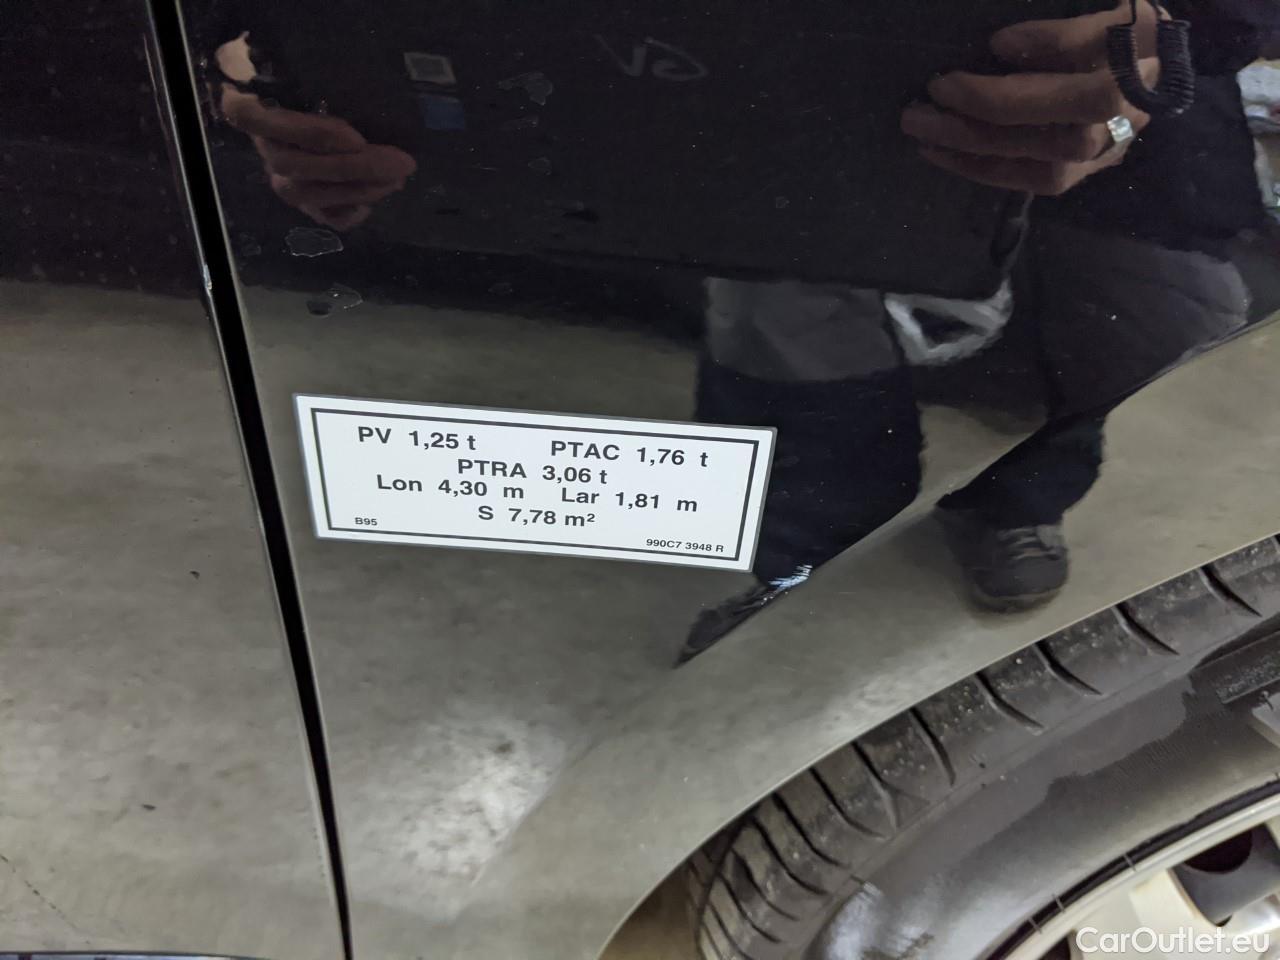 PV 1,25 t PTAC 1,76 t
PTRA 3,06 t
Lon 4,30 m Lar 1,81 m
S 7,78 m²
B95 990C7 3948 R
CarOutlet.eu